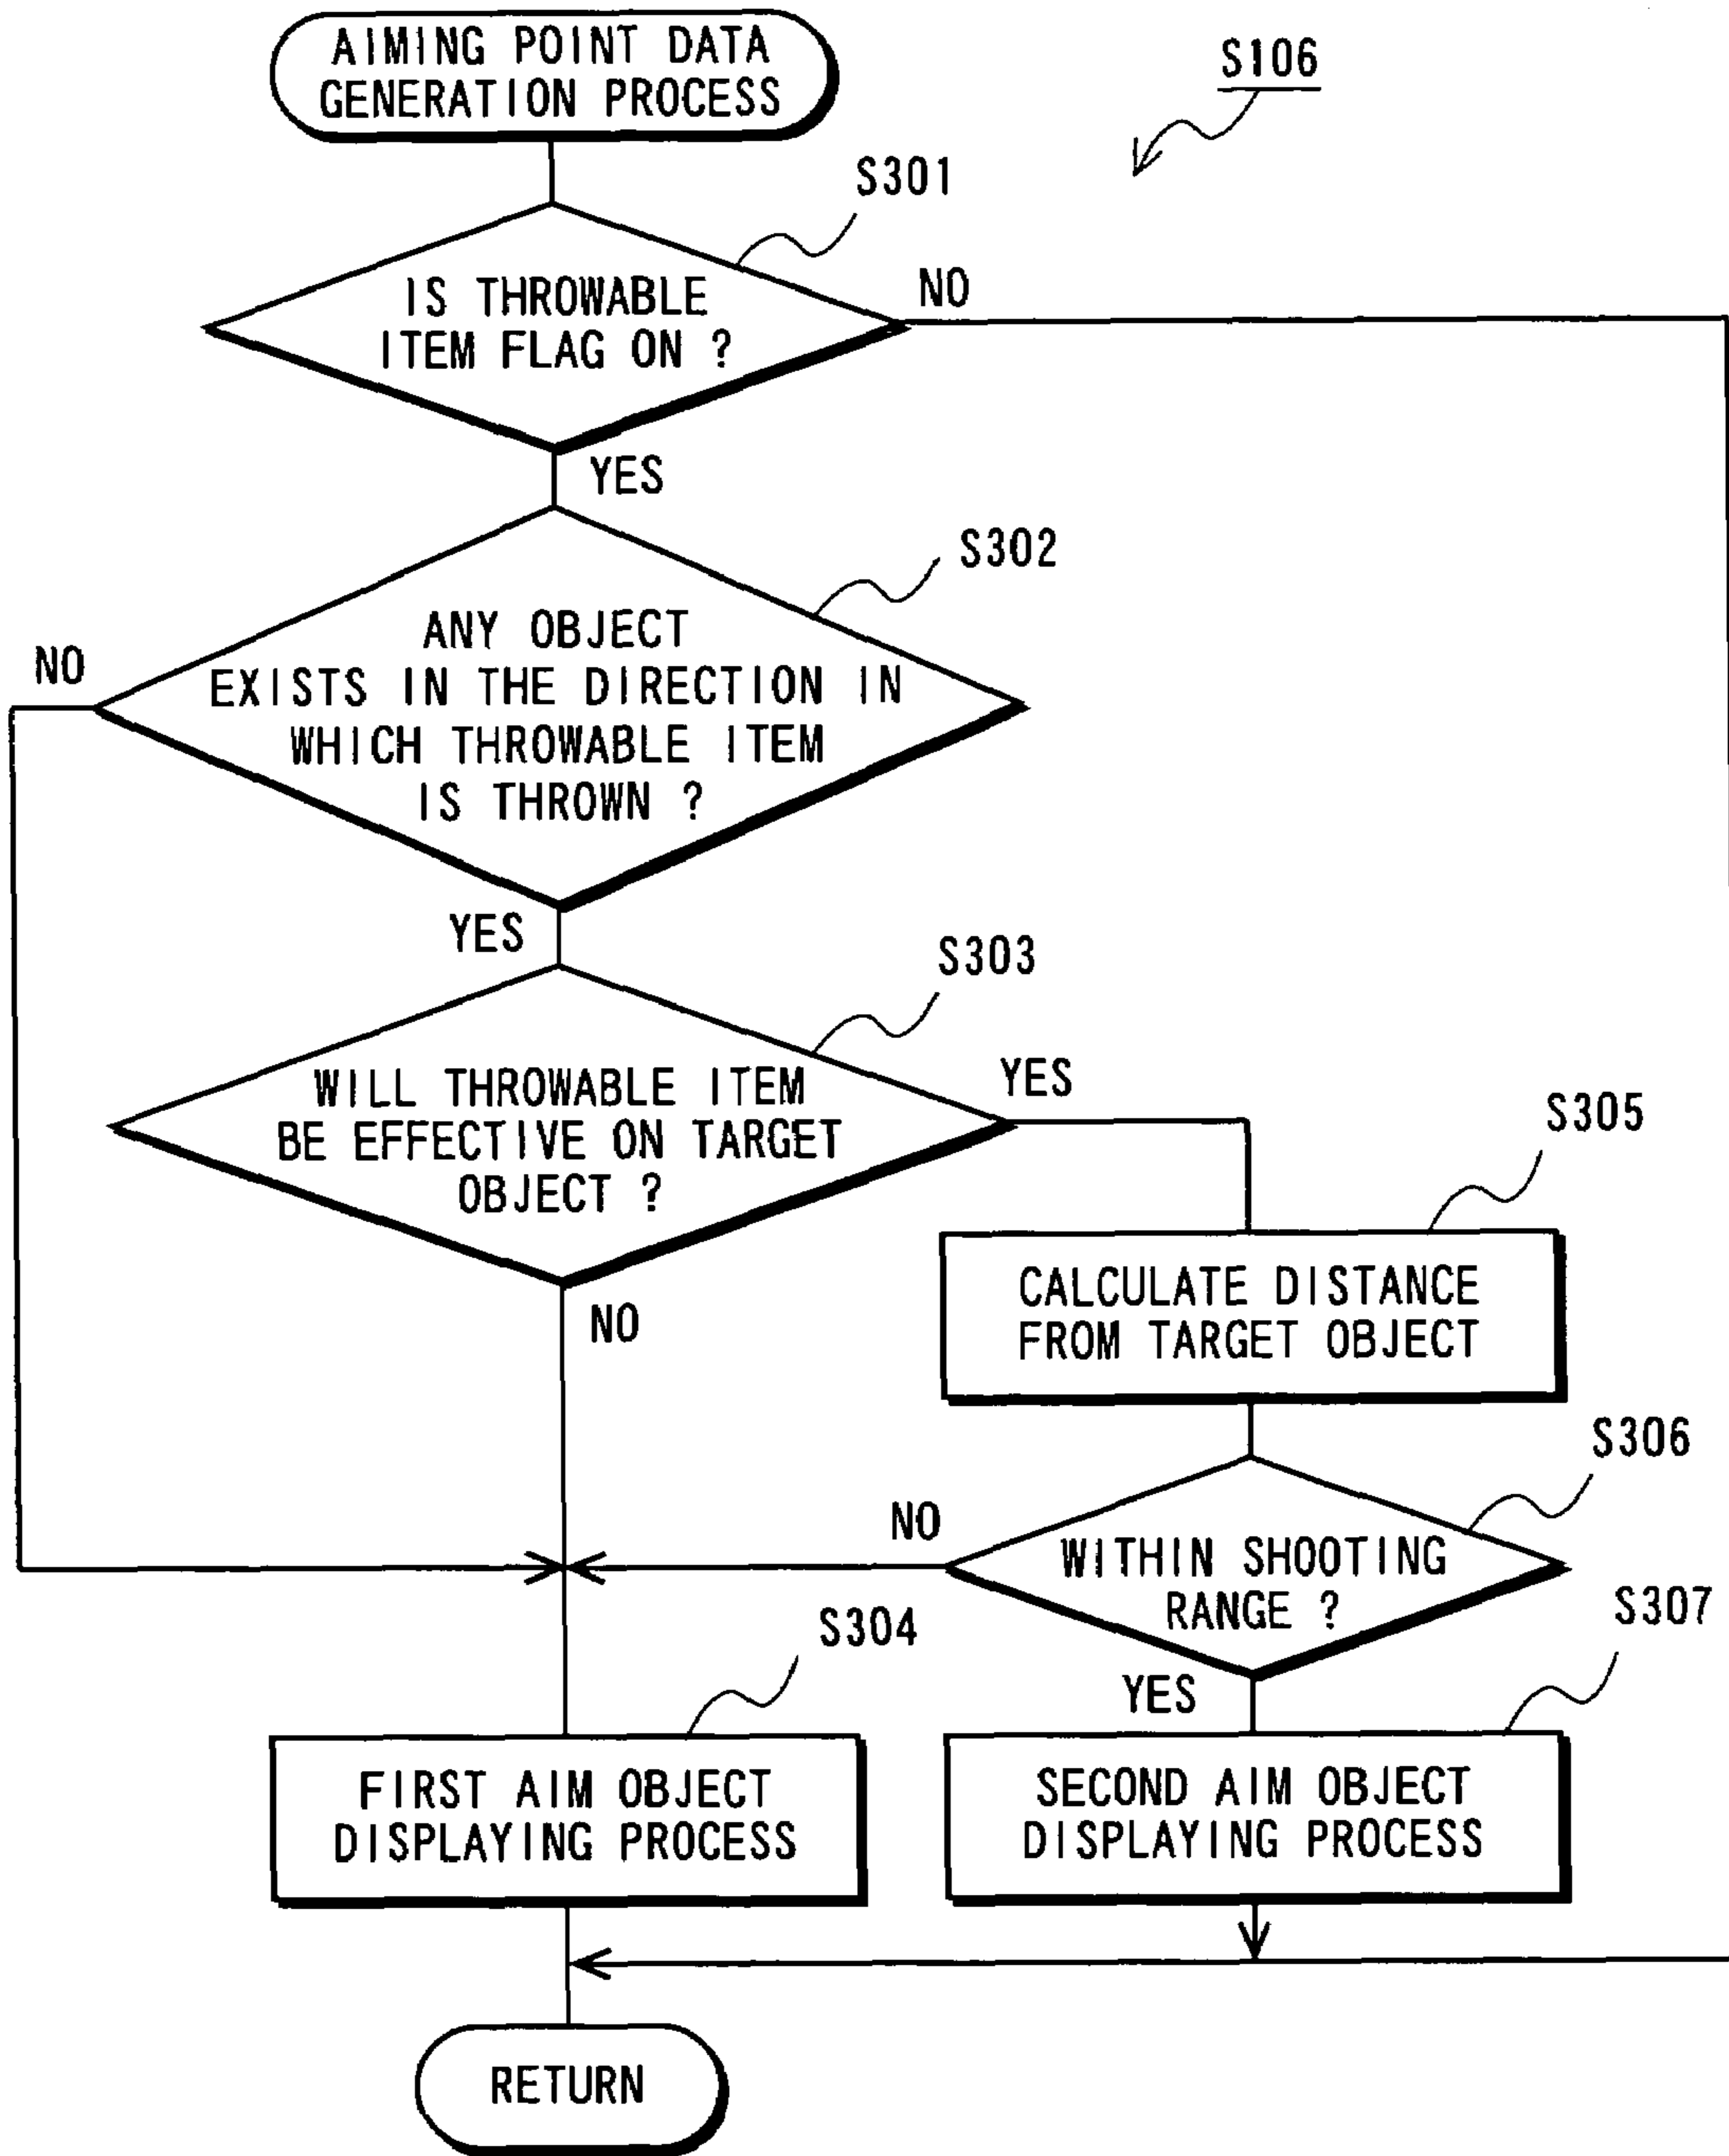 AIMING POINT DATA
GENERATION PROCESS
S106
S301
IS THROWABLE
ITEM FLAG ON ?
NO
YES
S302
ANY OBJECT
EXISTS IN THE DIRECTION IN
WHICH THROWABLE ITEM
IS THROWN ?
NO
YES
S303
WILL THROWABLE ITEM
BE EFFECTIVE ON TARGET
OBJECT ?
YES
NO
S305
CALCULATE DISTANCE
FROM TARGET OBJECT
S306
WITHIN SHOOTING
RANGE ?
NO
YES
S304
FIRST AIM OBJECT
DISPLAYING PROCESS
S307
SECOND AIM OBJECT
DISPLAYING PROCESS
RETURN